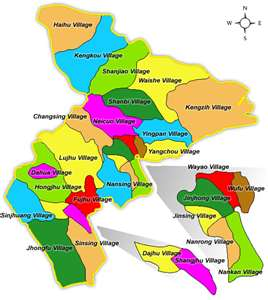 Haihu Village
N
W
E
S
Kengkou Village
Shanjiao Village
Waishe Village
Shanbi Village
Kengzih Village
Changsing Village
Neicuo Village
Yingpan Village
Yangchou Village
Lujhu Village
Wayao Village
Dahua Village
Nansing Village
Wufu Village
Jinjhong Village
Hongjhu Village
Fujhu Village
Jinsing Village
Sinjhuang Village
Nanrong Village
Jhongfu Village
Sinsing Village
Dajhu Village
Shangjhu Village
Nankan Village